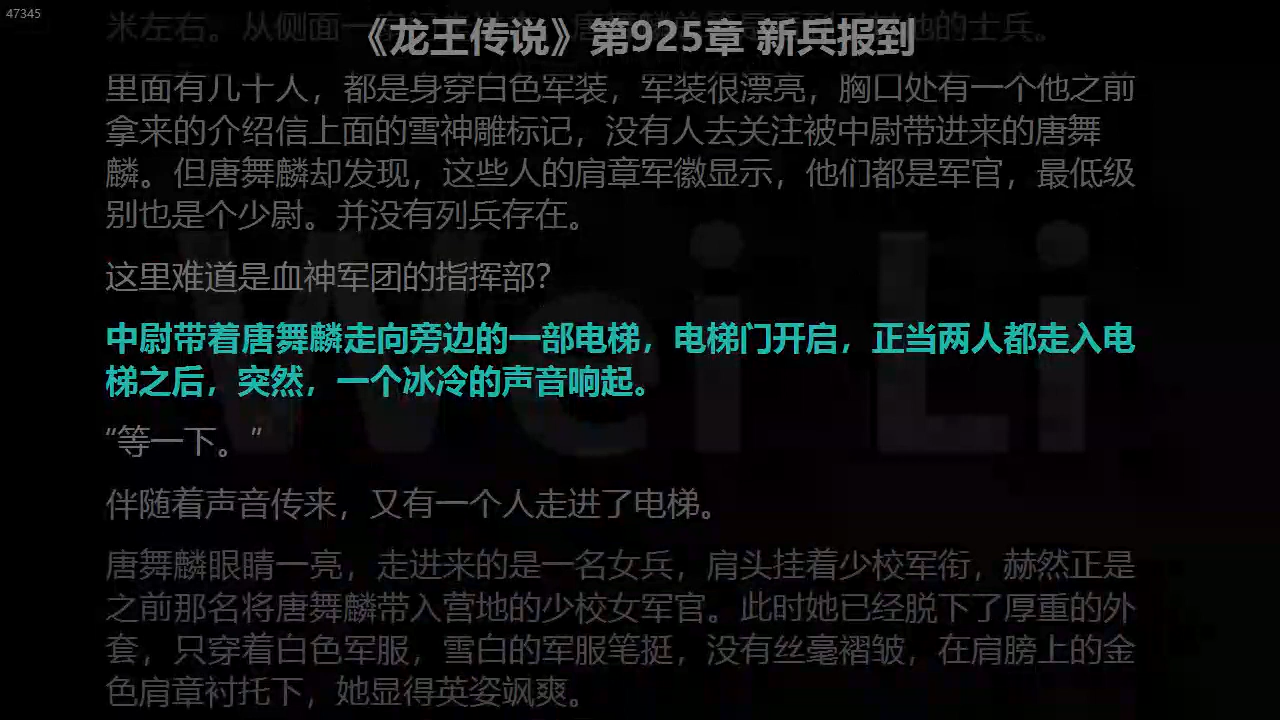 47345
米左右。从侧面一
的士兵。
《龙王传说》第925章 新兵报到
里面有几十人，都是身穿白色军装，军装很漂亮，胸口处有一个他之前
拿来的介绍信上面的雪神雕标记，没有人去关注被中尉带进来的唐舞
麟。但唐舞麟却发现，这些人的肩章军徽显示，他们都是军官，最低级
别也是个少尉。并没有列兵存在。
这里难道是血神军团的指挥部？
中尉带着唐舞麟走向旁边的一部电梯，电梯门开启，正当两人都走入电
梯之后，突然，一个冰冷的声音响起。
“等一下。”
伴随着声音传来，又有一个人走进了电梯。
唐舞麟眼睛一亮，走进来的是一名女兵，肩头挂着少校军衔，赫然正是
之前那名将唐舞麟带入营地的少校女军官。此时她已经脱下了厚重的外
套，只穿着白色军服，雪白的军服笔挺，没有丝毫褶皱，在肩膀上的金
色肩章衬托下，她显得英姿飒爽。
Wei Li